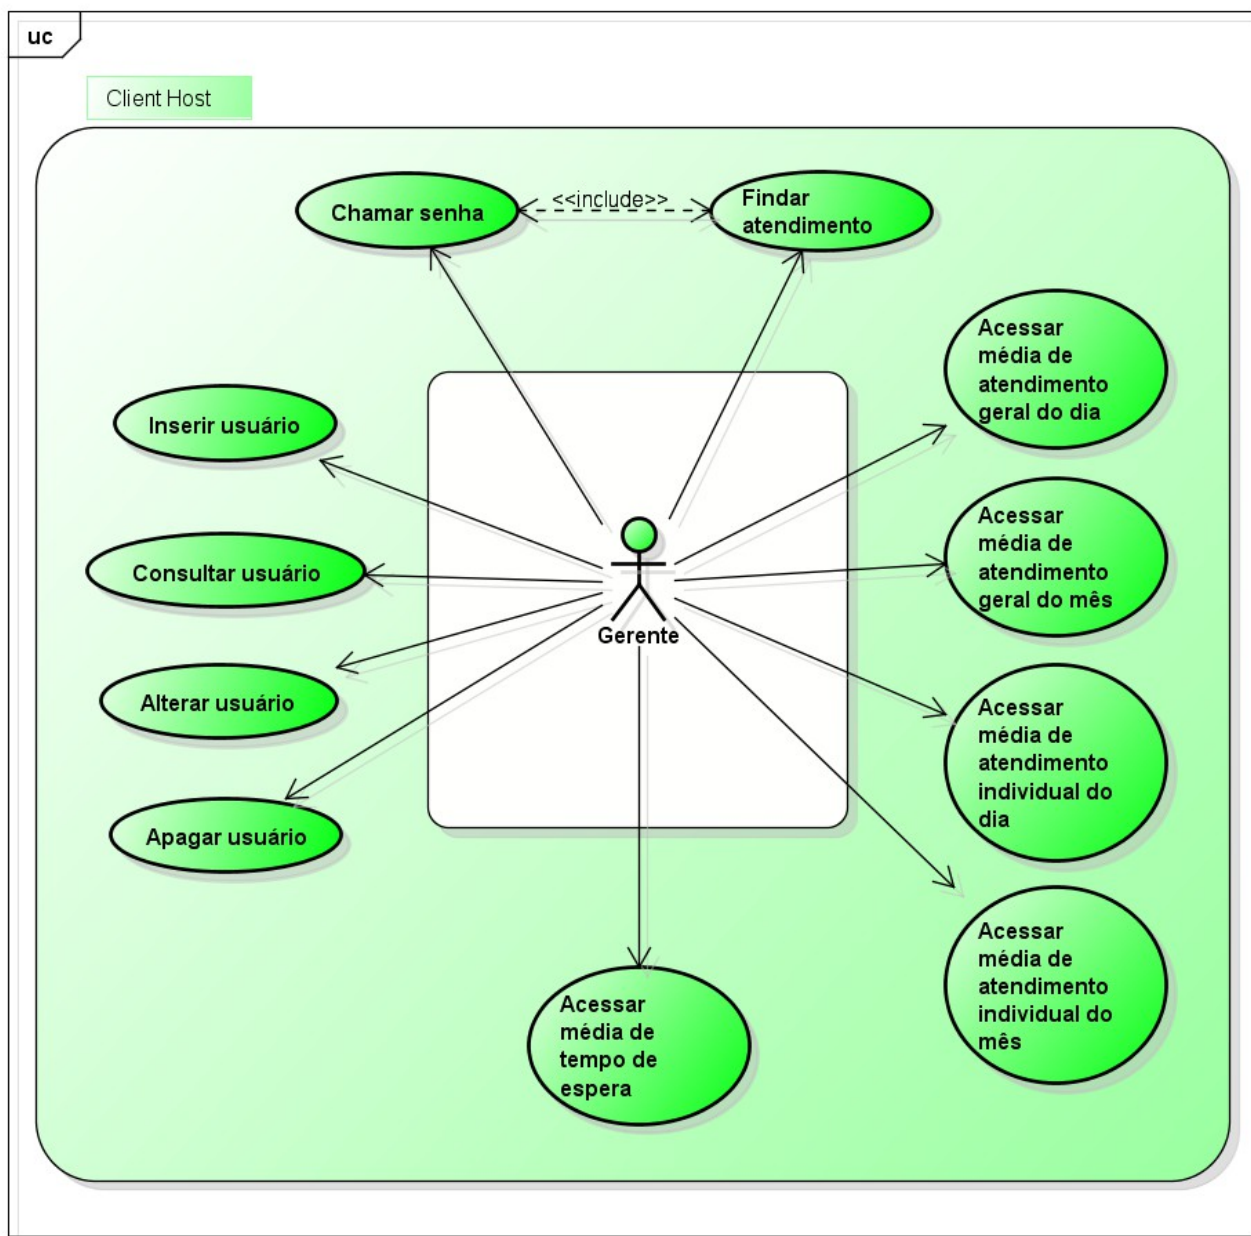 uc
Client Host
Chamar senha
<<include>>
Findar
atendimento
Acessar
média de
atendimento
geral do dia
Inserir usuário
Acessar
média de
atendimento
geral do mês
Consultar usuário
Gerente
Alterar usuário
Acessar
média de
atendimento
individual do
dia
Apagar usuário
Acessar
média de
atendimento
individual do
mês
Acessar
média de
tempo de
espera